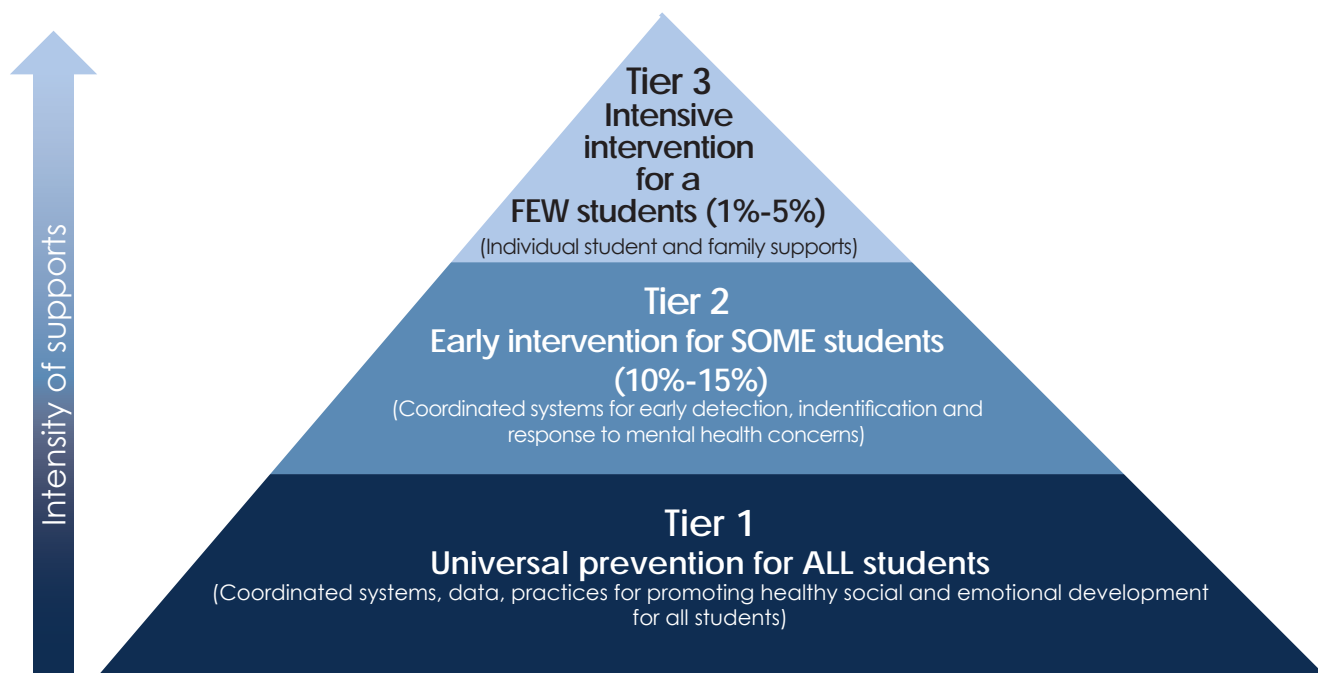 Intensity of supports
Tier 3
Intensive
intervention
for a
FEW students (1%-5%)
(Individual student and family supports)
Tier 2
Early intervention for SOME students
(10%-15%)
(Coordinated systems for early detection, indentification and
response to mental health concerns)
Tier 1
Universal prevention for ALL students
(Coordinated systems, data, practices for promoting healthy social and emotional development
for all students)